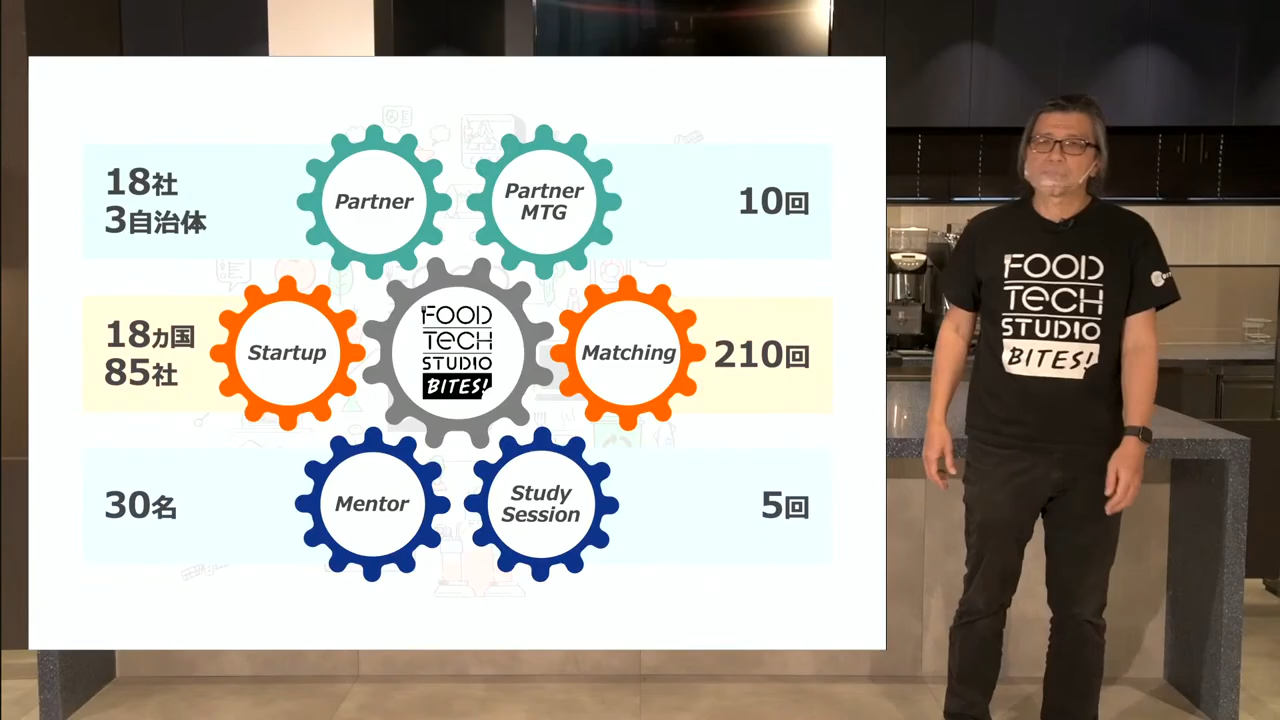 18社
3自治体
Partner
Partner
MTG
10回
18カ国
85社
Startup
FOOD
TECH
STUDIO
BITES!
Matching
210回
30名
Mentor
Study
Session
5回
FOOD
TECH
STUDIO
BITES!